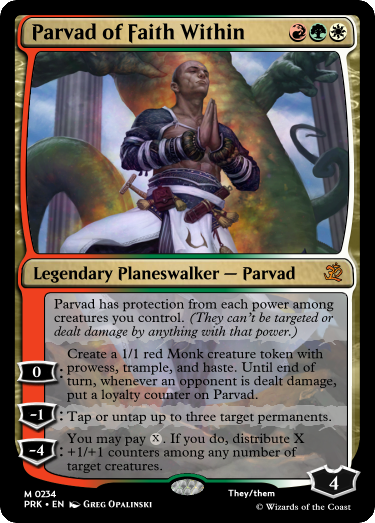 Parvad of Faith Within
Legendary Planeswalker — Parvad
Parvad has protection from each power among
creatures you control. (They can't be targeted or
dealt damage by anything with that power.)
0: Create a 1/1 red Monk creature token with
prowess, trample, and haste. Until end of
turn, whenever an opponent is dealt damage,
put a loyalty counter on Parvad.
-1: Tap or untap up to three target permanents.
-4: You may pay X. If you do, distribute X
+1/+1 counters among any number of
target creatures.
4
M 0234
PRK • EN Greg Opalinski
They/them
© Wizards of the Coast